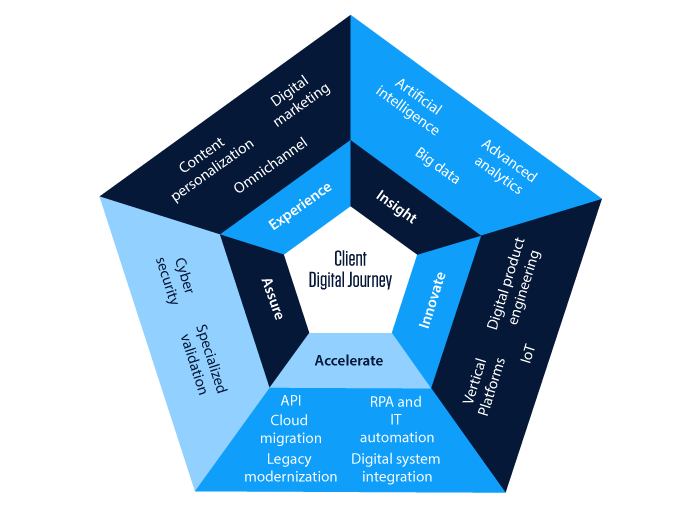 Digital
marketing
Content
personalization
Omnichannel
Experience
Artificial
intelligence
Advanced
analytics
Big data
Insight
Client
Digital Journey
Digital product
engineering
IoT
Vertical
Platforms
Innovate
Cyber
security
Specialized
validation
Assure
Accelerate
API
Cloud
migration
Legacy
modernization
RPA and
IT
automation
Digital system
integration